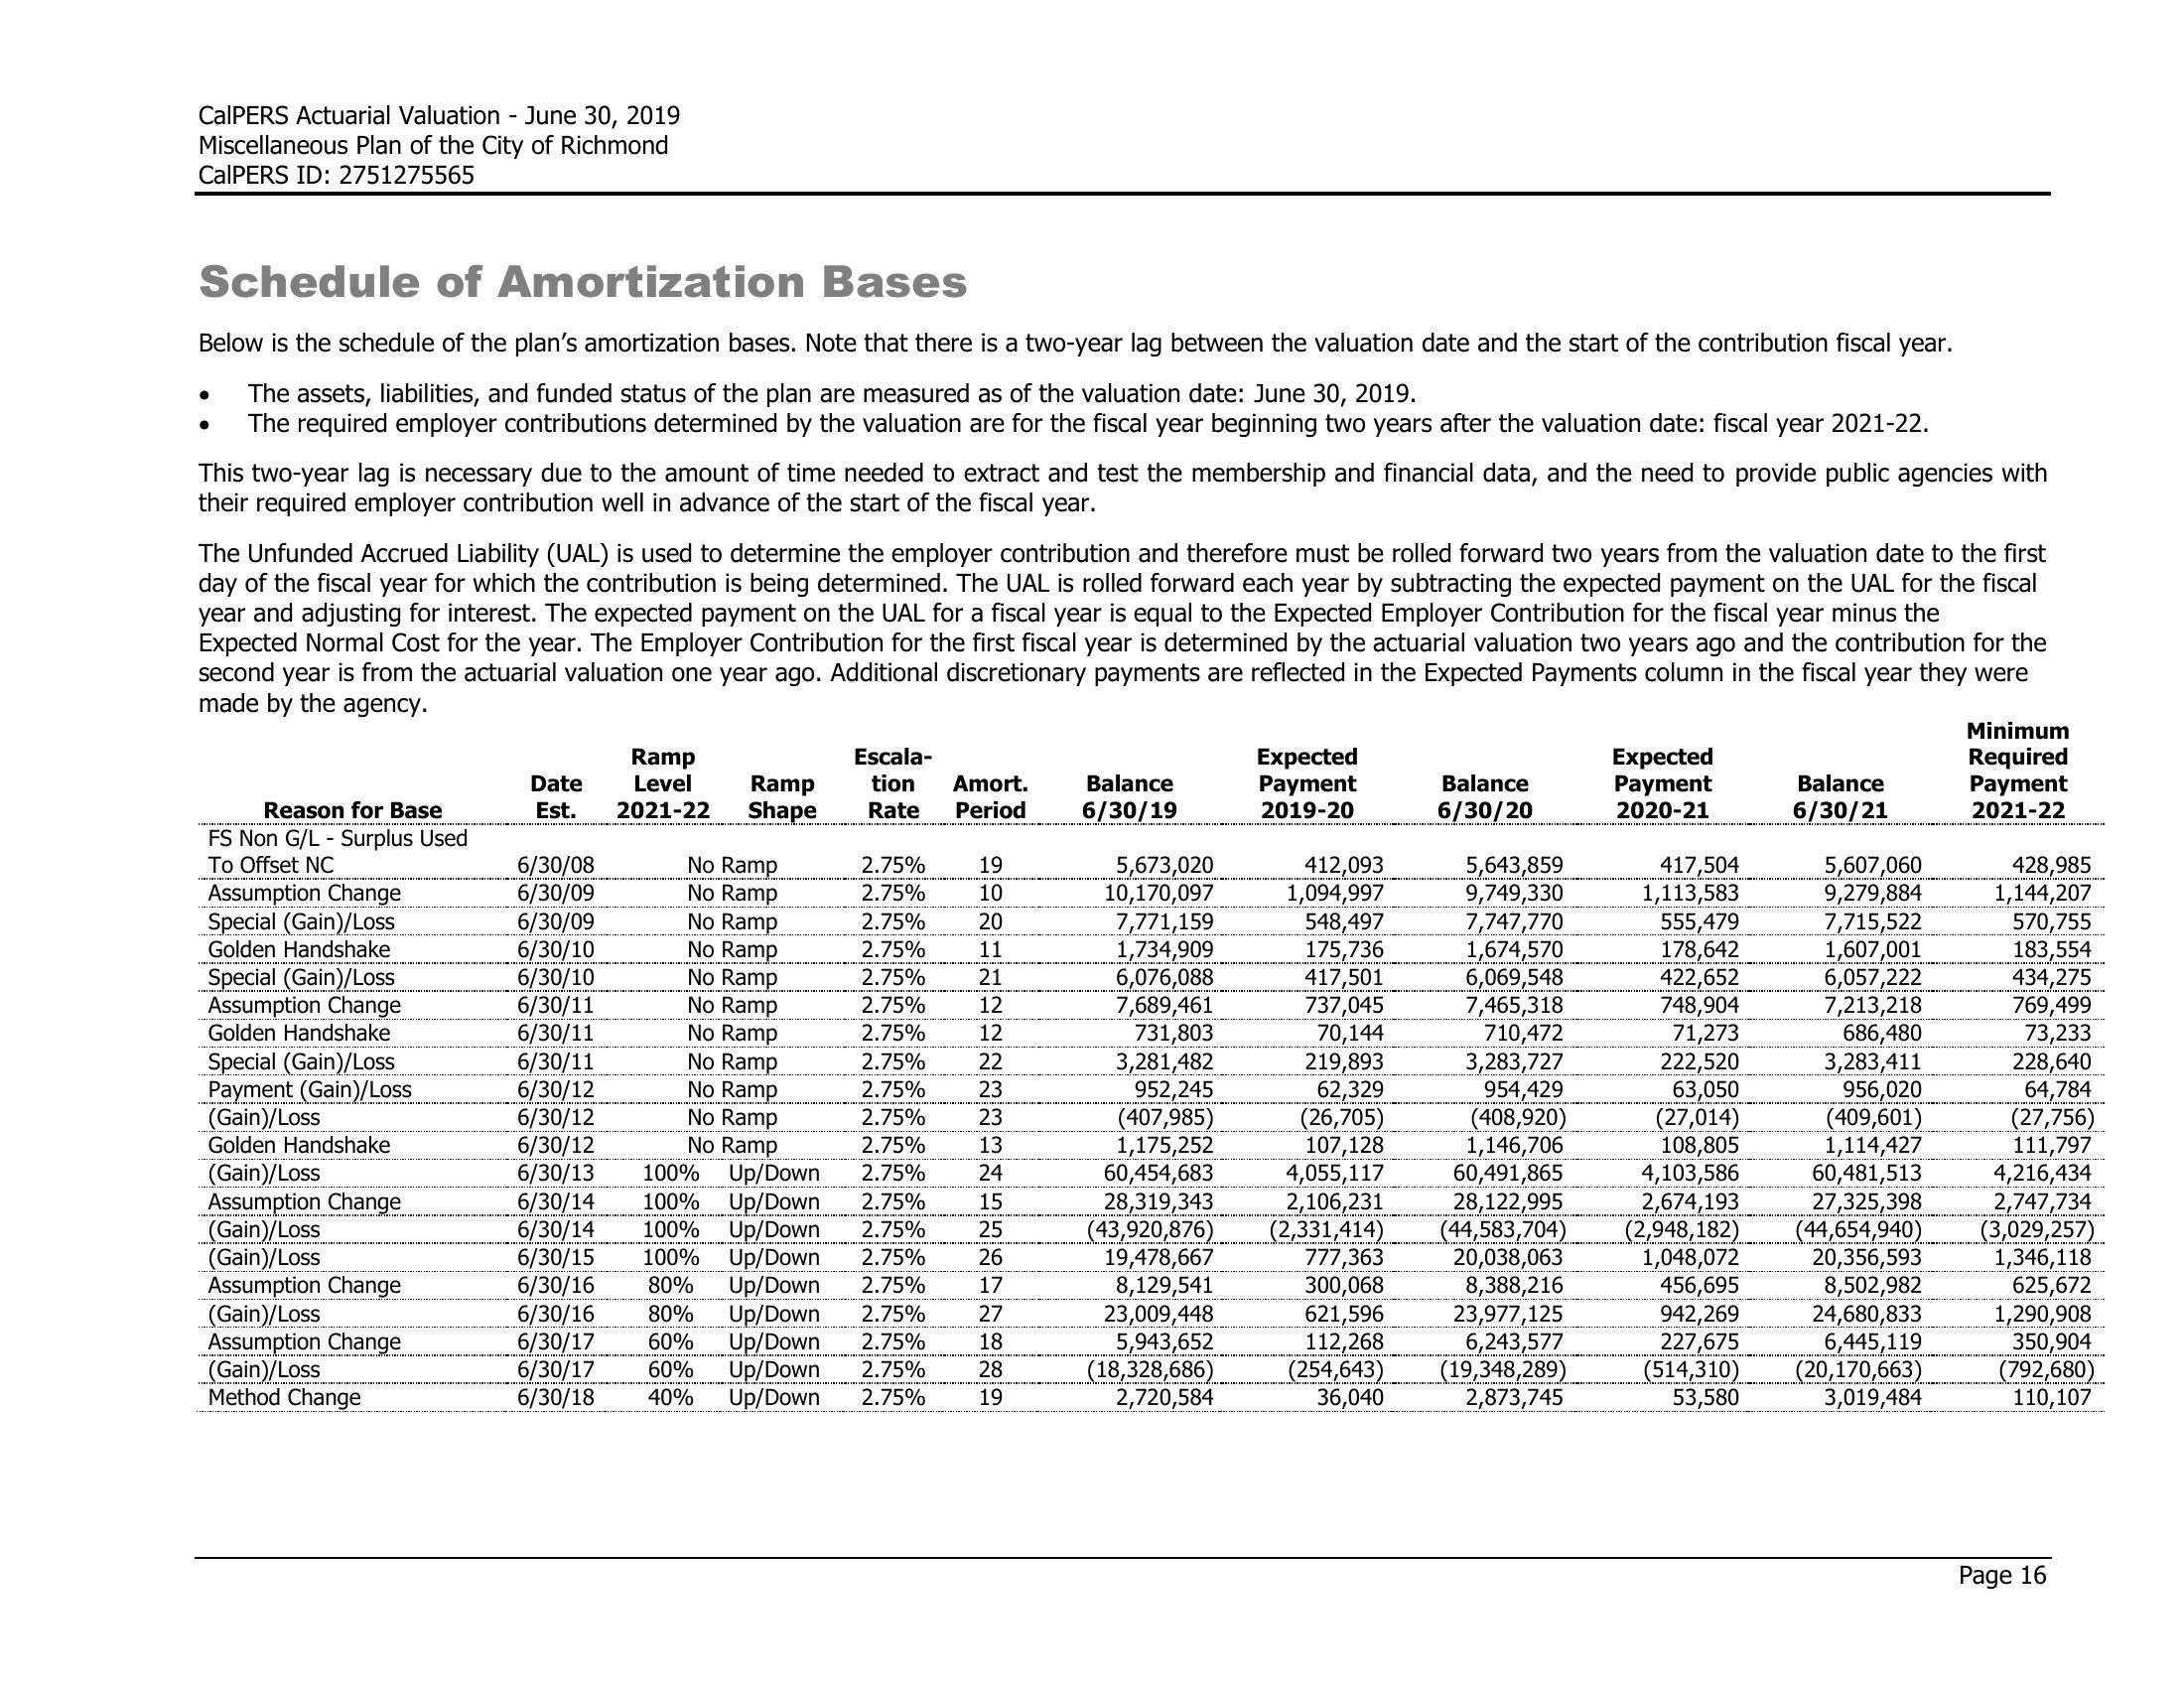 CalPERS Actuarial Valuation - June 30, 2019
Miscellaneous Plan of the City of Richmond
CalPERS ID: 2751275565
Schedule of Amortization Bases
Below is the schedule of the plan’s amortization bases. Note that there is a two-year lag between the valuation date and the start of the contribution fiscal year.
• The assets, liabilities, and funded status of the plan are measured as of the valuation date: June 30, 2019.
• The required employer contributions determined by the valuation are for the fiscal year beginning two years after the valuation date: fiscal year 2021-22.
This two-year lag is necessary due to the amount of time needed to extract and test the membership and financial data, and the need to provide public agencies with
their required employer contribution well in advance of the start of the fiscal year.
The Unfunded Accrued Liability (UAL) is used to determine the employer contribution and therefore must be rolled forward two years from the valuation date to the first
day of the fiscal year for which the contribution is being determined. The UAL is rolled forward each year by subtracting the expected payment on the UAL for the fiscal
year and adjusting for interest. The expected payment on the UAL for a fiscal year is equal to the Expected Employer Contribution for the fiscal year minus the
Expected Normal Cost for the year. The Employer Contribution for the first fiscal year is determined by the actuarial valuation two years ago and the contribution for the
second year is from the actuarial valuation one year ago. Additional discretionary payments are reflected in the Expected Payments column in the fiscal year they were
made by the agency.
Minimum
Ramp Escala- Expected Expected Required
Date Level Ramp tion Amort. Balance Payment Balance Payment Balance Payment
Reason for Base Est. 2021-22 Shape Rate Period 6/30/19 2019-20 6/30/20 2020-21 6/30/21 2021-22
FS Non G/L - Surplus Used
To Offset NC 6/30/08 No Ramp 2.75% 19 5,673,020 412,093 5,643,859 417,504 5,607,060 428,985
Assumption Change 6/30/09 No Ramp 2.75% 10 10,170,097 1,094,997 9,749,330 1,113,583 9,279,884 1,144,207
Special (Gain)/Loss 6/30/09 No Ramp 2.75% 20 7,771,159 548,497 7,747,770 555,479 7,715,522 570,755
Golden Handshake 6/30/10 No Ramp 2.75% 11 1,734,909 175,736 1,674,570 178,642 1,607,001 183,554
Special (Gain)/Loss 6/30/10 No Ramp 2.75% 21 6,076,088 417,501 6,069,548 422,652 6,057,222 434,275
Assumption Change 6/30/11 No Ramp 2.75% 12 7,689,461 737,045 7,465,318 748,904 7,213,218 769,499
Golden Handshake 6/30/11 No Ramp 2.75% 12 731,803 70,144 710,472 71,273 686,480 73,233
Special (Gain)/Loss 6/30/11 No Ramp 2.75% 22 3,281,482 219,893 3,283,727 222,520 3,283,411 228,640
Payment (Gain)/Loss 6/30/12 No Ramp 2.75% 23 952,245 62,329 954,429 63,050 956,020 64,784
(Gain)/Loss 6/30/12 No Ramp 2.75% 23 (407,985) (26,705) (408,920) (27,014) (409,601) (27,756)
Golden Handshake 6/30/12 No Ramp 2.75% 13 1,175,252 107,128 1,146,706 108,805 1,114,427 111,797
(Gain)/Loss 6/30/13 100% Up/Down 2.75% 24 60,454,683 4,055,117 60,491,865 4,103,586 60,481,513 4,216,434
Assumption Change 6/30/14 100% Up/Down 2.75% 15 28,319,343 2,106,231 28,122,995 2,674,193 27,325,398 2,747,734
(Gain)/Loss 6/30/14 100% Up/Down 2.75% 25 (43,920,876) (2,331,414) (44,583,704) (2,948,182) (44,654,940) (3,029,257)
(Gain)/Loss 6/30/15 100% Up/Down 2.75% 26 19,478,667 777,363 20,038,063 1,048,072 20,356,593 1,346,118
Assumption Change 6/30/16 80% Up/Down 2.75% 17 8,129,541 300,068 8,388,216 456,695 8,502,982 625,672
(Gain)/Loss 6/30/16 80% Up/Down 2.75% 27 23,009,448 621,596 23,977,125 942,269 24,680,833 1,290,908
Assumption Change 6/30/17 60% Up/Down 2.75% 18 5,943,652 112,268 6,243,577 227,675 6,445,119 350,904
(Gain)/Loss 6/30/17 60% Up/Down 2.75% 28 (18,328,686) (254,643) (19,348,289) (514,310) (20,170,663) (792,680)
Method Change 6/30/18 40% Up/Down 2.75% 19 2,720,584 36,040 2,873,745 53,580 3,019,484 110,107
Page 16